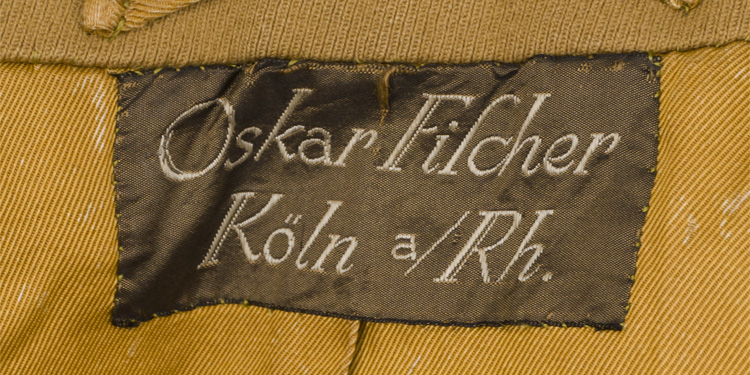 Oskar Fiſcher
Köln a/Rh.